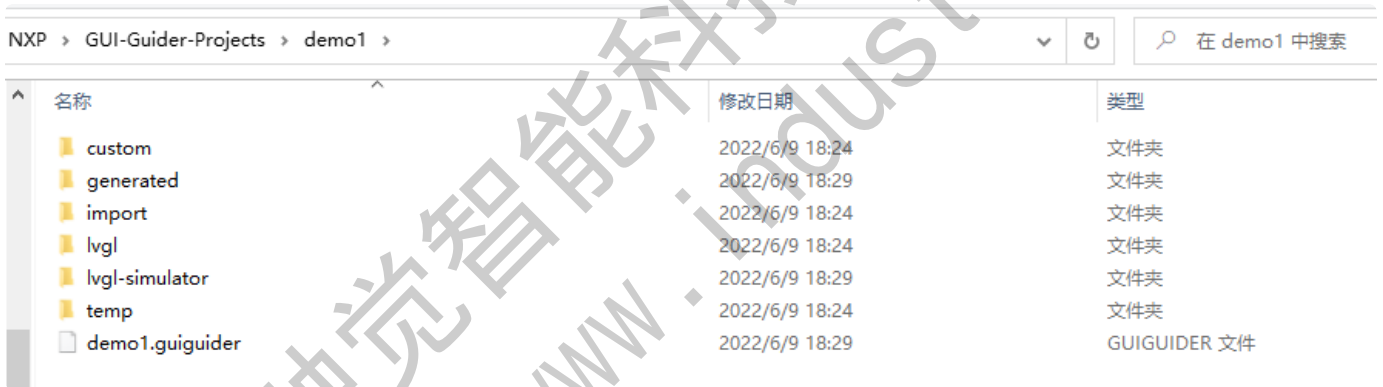 NXP > GUI-Guider-Projects > demo1 > 在 demo1 中搜索
名称 修改日期 类型
custom 2022/6/9 18:24 文件夹
generated 2022/6/9 18:29 文件夹
import 2022/6/9 18:24 文件夹
lvgl 2022/6/9 18:24 文件夹
lvgl-simulator 2022/6/9 18:29 文件夹
temp 2022/6/9 18:24 文件夹
demo1.guiguider 2022/6/9 18:29 GUIGUIDER 文件
觉智能科
www.indust